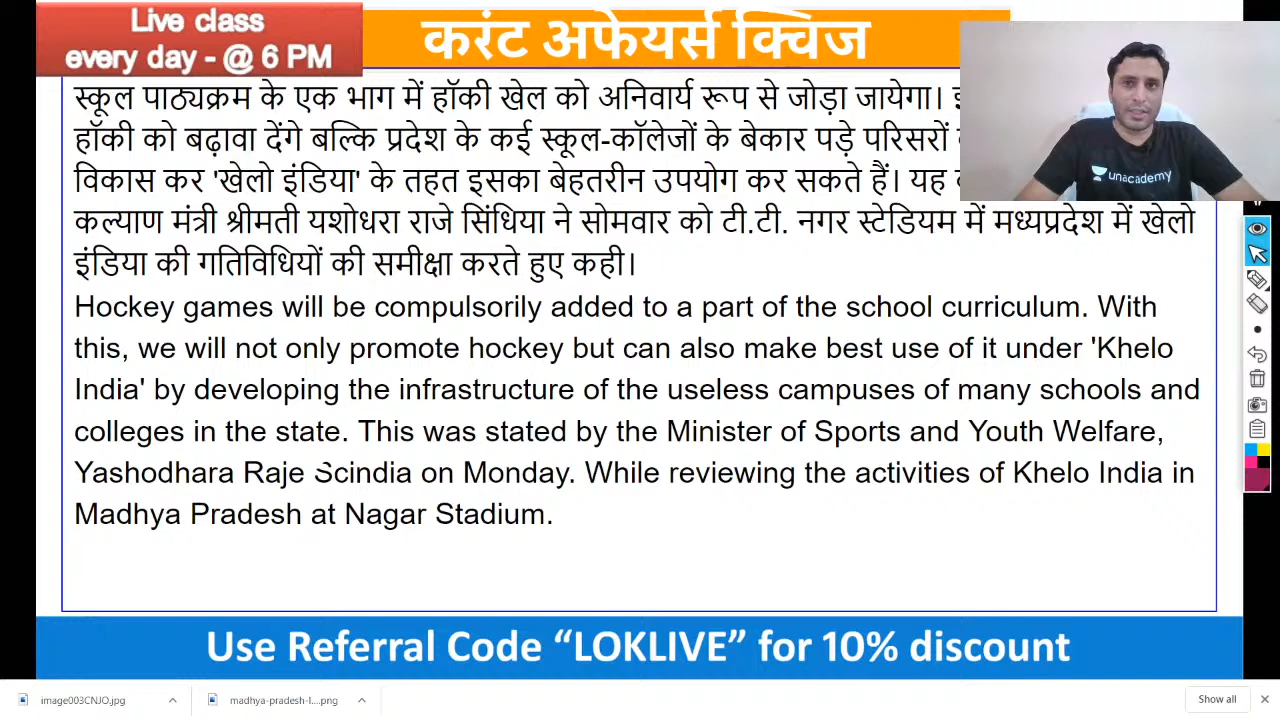 Live class
every day - @ 6 PM
करंट अफेयर्स क्विज
स्कूल पाठ्यक्रम के एक भाग में हॉकी खेल को अनिवार्य रूप से जोड़ा जायेगा।
हॉकी को बढ़ावा देंगे बल्कि प्रदेश के कई स्कूल-कॉलेजों के बेकार पड़े परिसरों
विकास कर 'खेलो इंडिया' के तहत इसका बेहतरीन उपयोग कर सकते हैं। यह
कल्याण मंत्री श्रीमती यशोधरा राजे सिंधिया ने सोमवार को टी.टी. नगर स्टेडियम में मध्यप्रदेश में खेलो
इंडिया की गतिविधियों की समीक्षा करते हुए कही।
Hockey games will be compulsorily added to a part of the school curriculum. With
this, we will not only promote hockey but can also make best use of it under 'Khelo
India' by developing the infrastructure of the useless campuses of many schools and
colleges in the state. This was stated by the Minister of Sports and Youth Welfare,
Yashodhara Raje Scindia on Monday. While reviewing the activities of Khelo India in
Madhya Pradesh at Nagar Stadium.
unacademy
Use Referral Code “LOKLIVE” for 10% discount
image003CNJO.jpg
madhya-pradesh-l....png
Show all